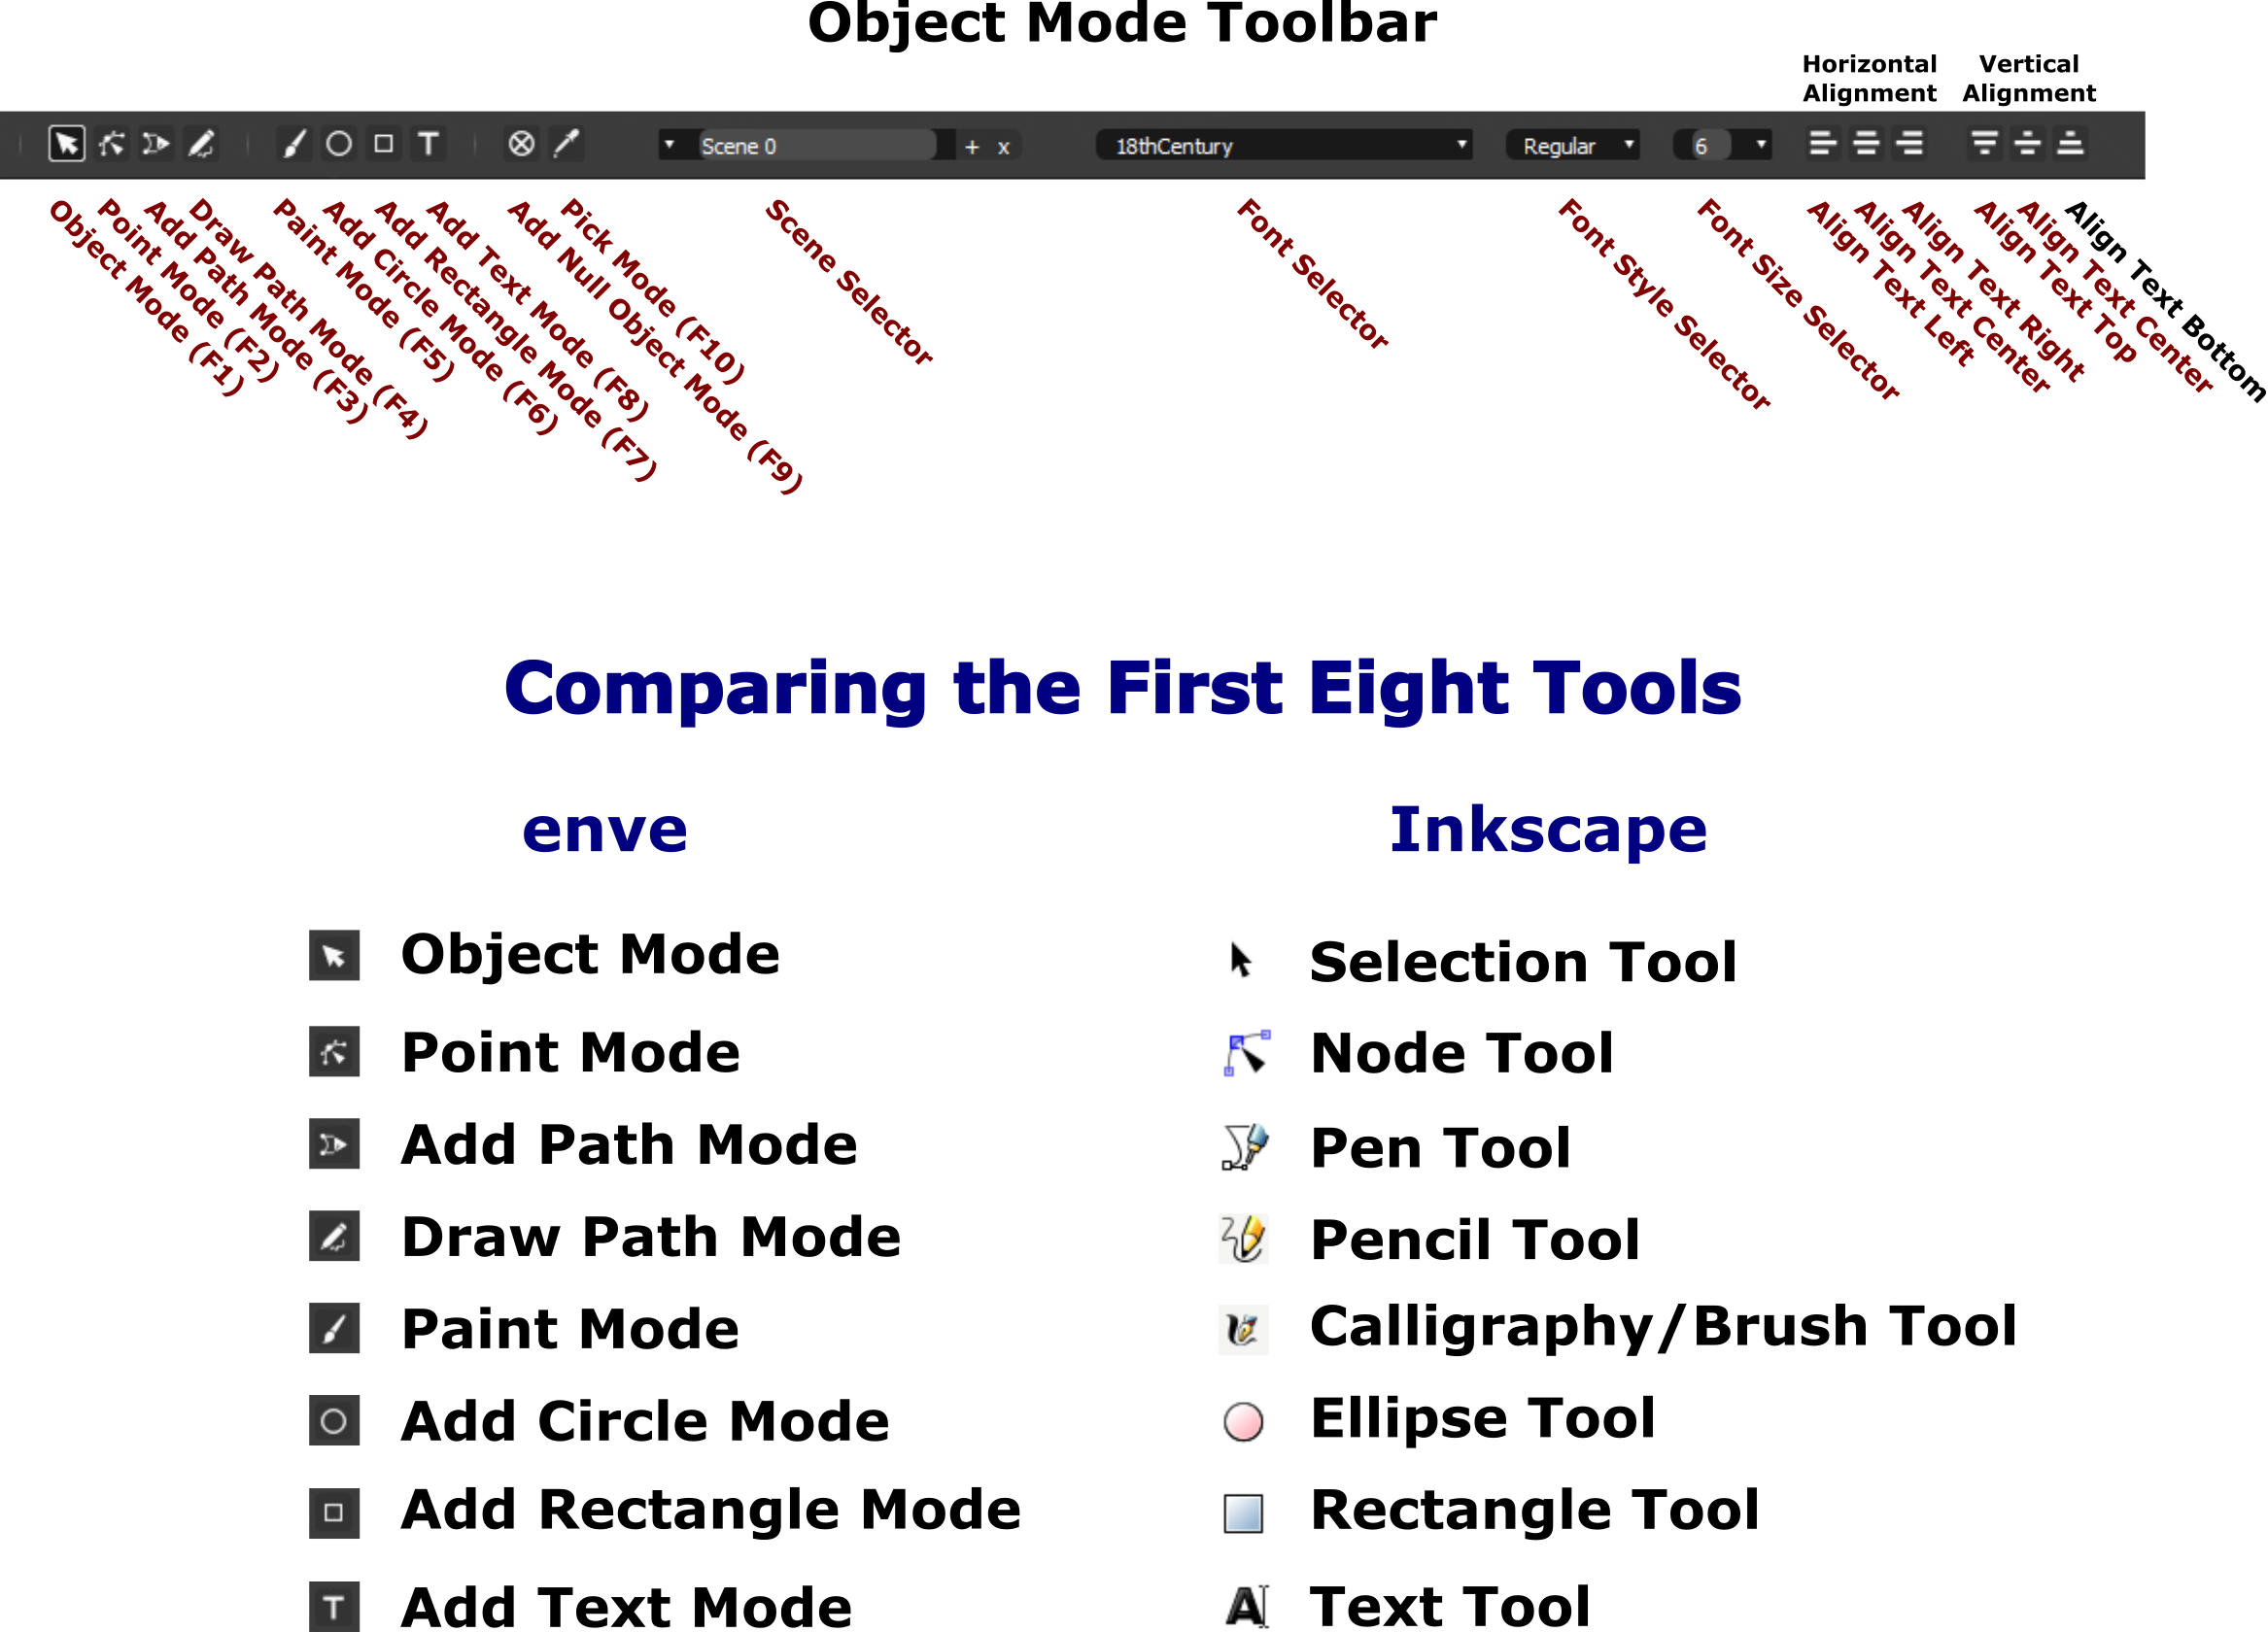 Object Mode Toolbar
Horizontal
Alignment
Vertical
Alignment
T
Scene 0
+ x
18thCentury
Regular
6
Object Mode (F1)
Point Mode (F2)
Add Path Mode (F3)
Draw Path Mode (F4)
Paint Mode (F5)
Add Circle Mode (F6)
Add Rectangle Mode (F7)
Add Text Mode (F8)
Add Null Object Mode (F9)
Pick Mode (F10)
Scene Selector
Font Selector
Font Style Selector
Font Size Selector
Align Text Left
Align Text Center
Align Text Right
Align Text Top
Align Text Center
Align Text Bottom
Comparing the First Eight Tools
enve
Inkscape
Object Mode
Selection Tool
Point Mode
Node Tool
Add Path Mode
Pen Tool
Draw Path Mode
Pencil Tool
Paint Mode
Calligraphy/Brush Tool
Add Circle Mode
Ellipse Tool
Add Rectangle Mode
Rectangle Tool
T
Add Text Mode
A
Text Tool